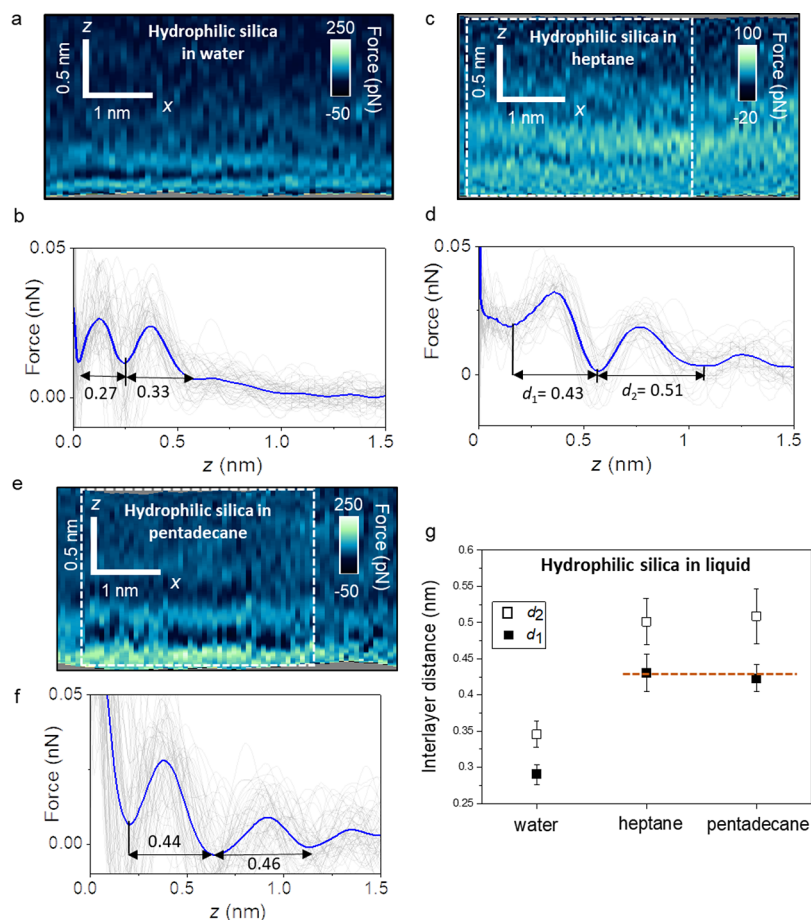 a
Hydrophilic silica
in water
z
0.5 nm
1 nm
x
250
-50
Force (pN)
c
Hydrophilic silica in
heptane
z
0.5 nm
1 nm
x
100
-20
Force (pN)
b
0.05
0.00
Force (nN)
0.27
0.33
0.0
0.5
1.0
1.5
z (nm)
d
0.05
0
Force (nN)
d1= 0.43
d2= 0.51
0
0.5
1.0
1.5
z (nm)
e
Hydrophilic silica in
pentadecane
z
0.5 nm
1 nm
x
250
-50
Force (pN)
f
0.05
0.00
Force (nN)
0.44
0.46
0.0
0.5
1.0
1.5
z (nm)
g
Hydrophilic silica in liquid
d2
d1
Interlayer distance (nm)
0.6
0.55
0.5
0.45
0.4
0.35
0.3
0.25
water
heptane
pentadecane